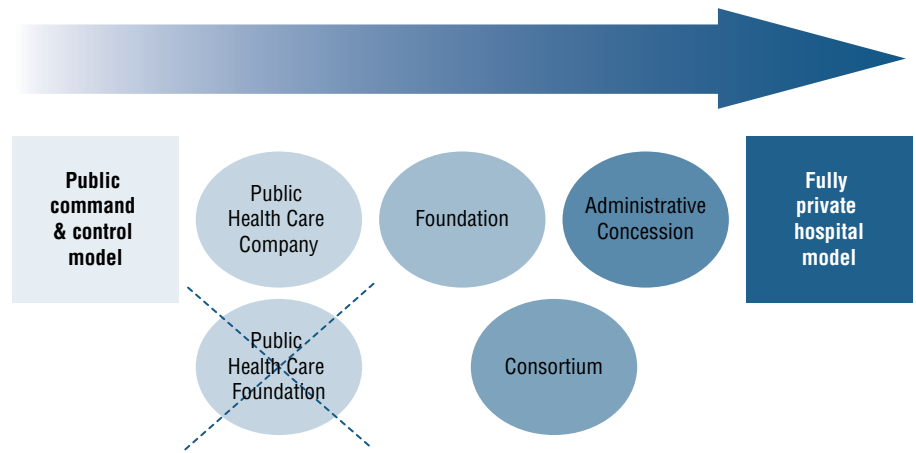 Public
command
& control
model
Public
Health Care
Company
Foundation
Administrative
Concession
Fully
private
hospital
model
Public
Health Care
Foundation
Consortium